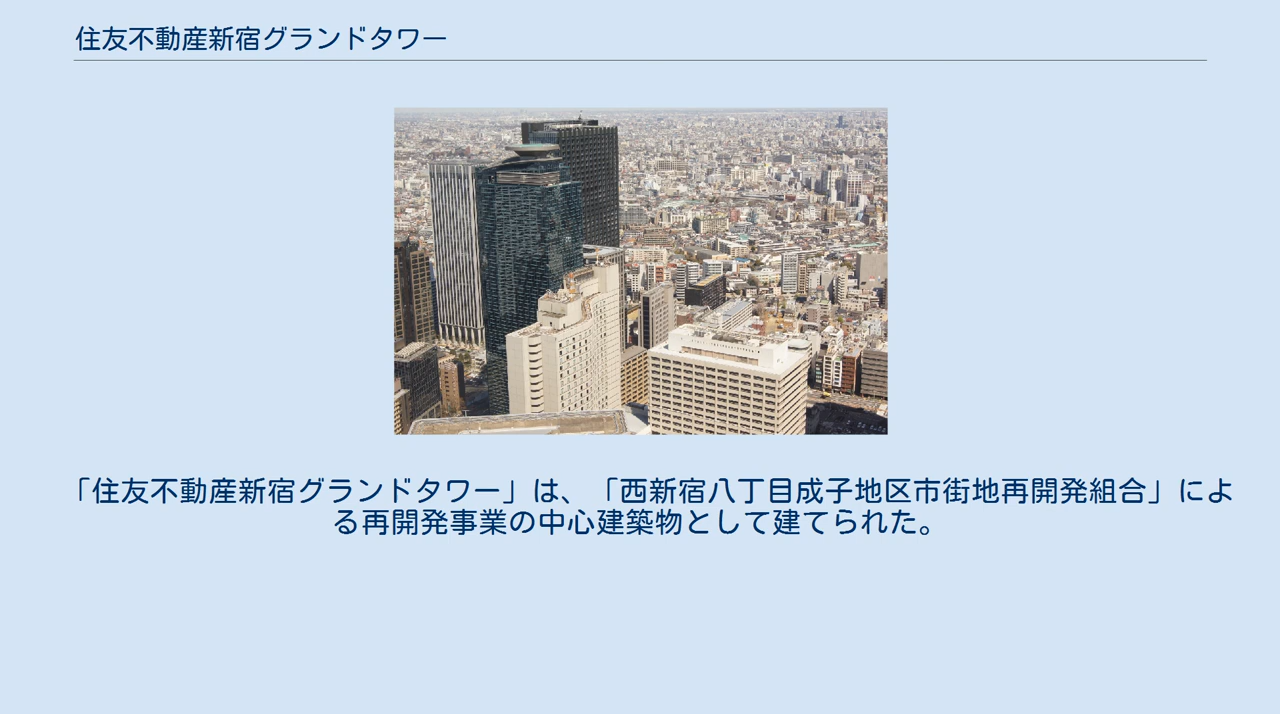 住友不動産新宿グランドタワー
「住友不動産新宿グランドタワー」は、「西新宿八丁目成子地区市街地再開発組合」によ
る再開発事業の中心建築物として建てられた。